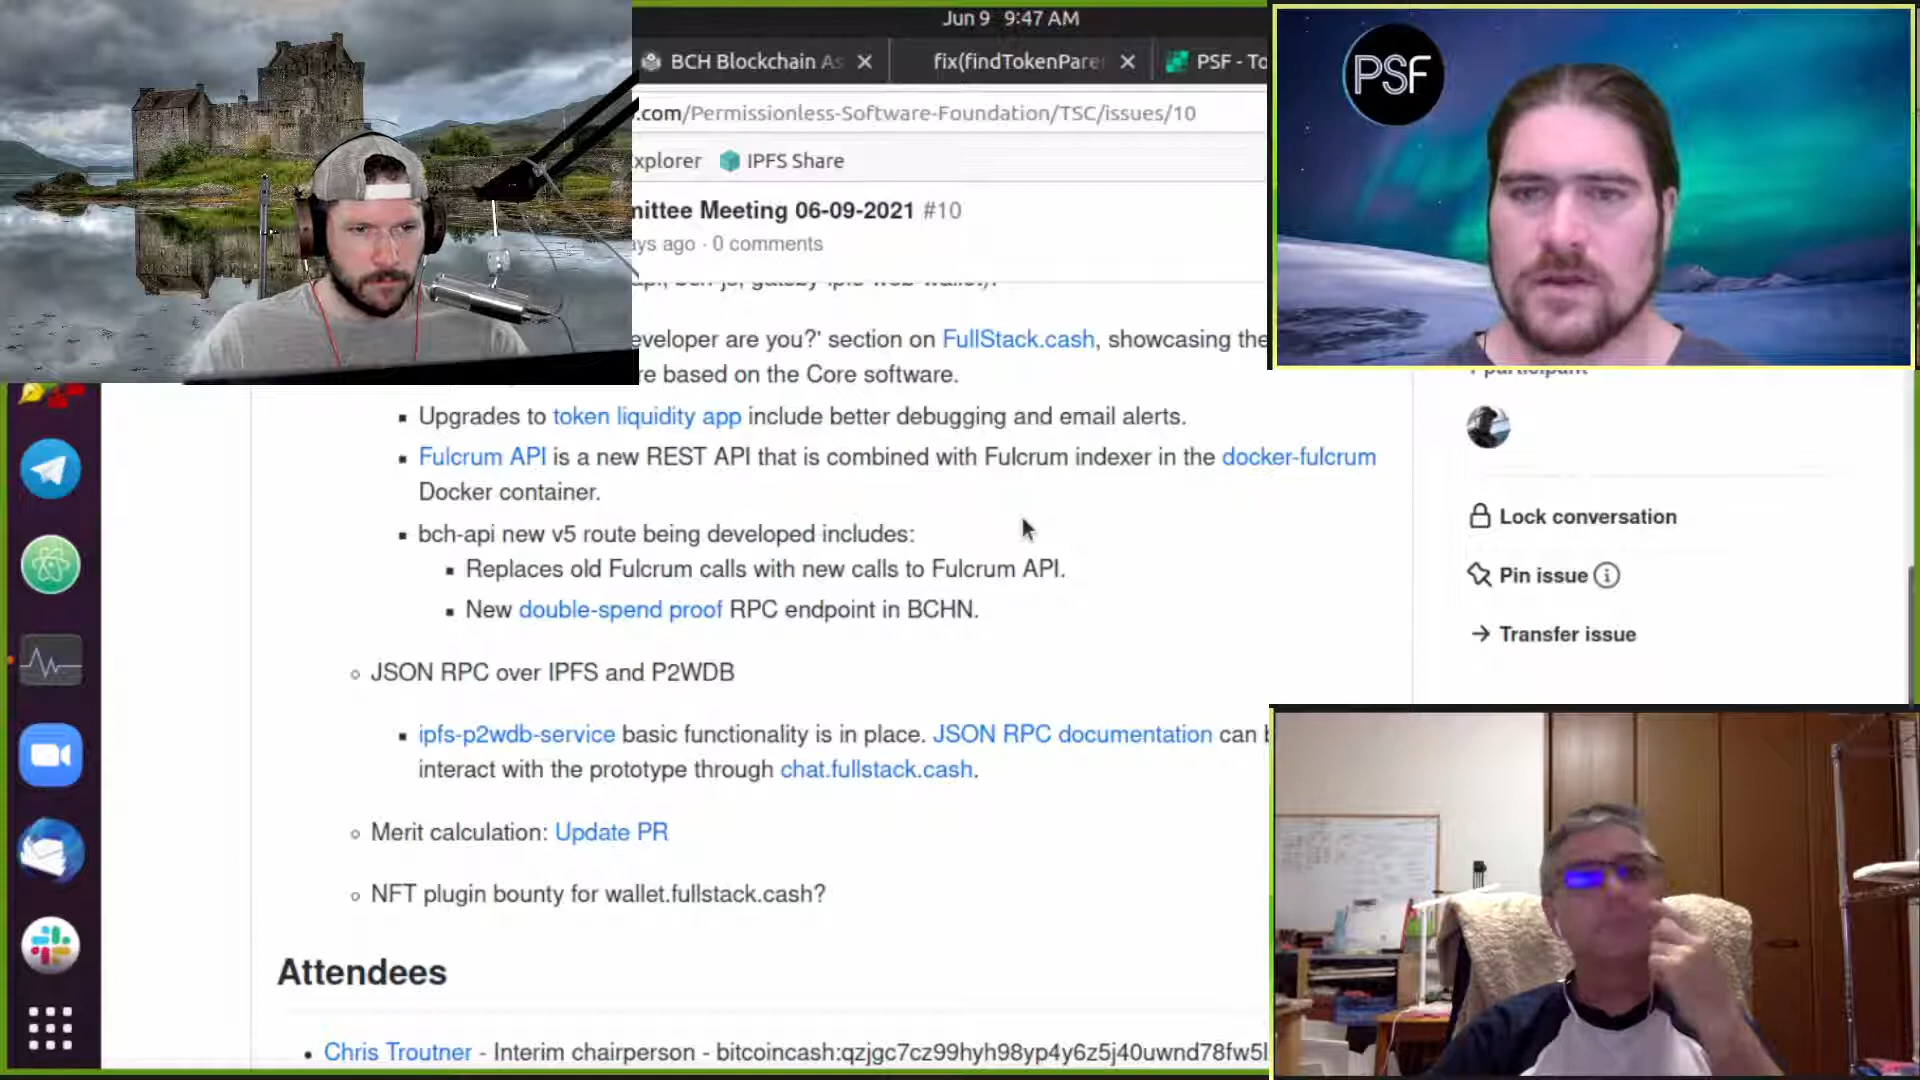 Jun 9 9:47 AM
BCH Blockchain As
fix(findTokenPare
PSF - To
.com/Permissionless-Software-Foundation/TSC/issues/10
xplorer
IPFS Share
PSF
mittee Meeting 06-09-2021 #10
ays ago · 0 comments
eveloper are you?' section on FullStack.cash, showcasing the
re based on the Core software.
▪ Upgrades to token liquidity app include better debugging and email alerts.
▪ Fulcrum API is a new REST API that is combined with Fulcrum indexer in the docker-fulcrum
Docker container.
▪ bch-api new v5 route being developed includes:
▪ Replaces old Fulcrum calls with new calls to Fulcrum API.
▪ New double-spend proof RPC endpoint in BCHN.
Lock conversation
Pin issue
Transfer issue
◦ JSON RPC over IPFS and P2WDB
▪ ipfs-p2wdb-service basic functionality is in place. JSON RPC documentation can
interact with the prototype through chat.fullstack.cash.
◦ Merit calculation: Update PR
◦ NFT plugin bounty for wallet.fullstack.cash?
Attendees
• Chris Troutner - Interim chairperson - bitcoincash:qzjgc7cz99hyh98yp4y6z5j40uwnd78fw5l